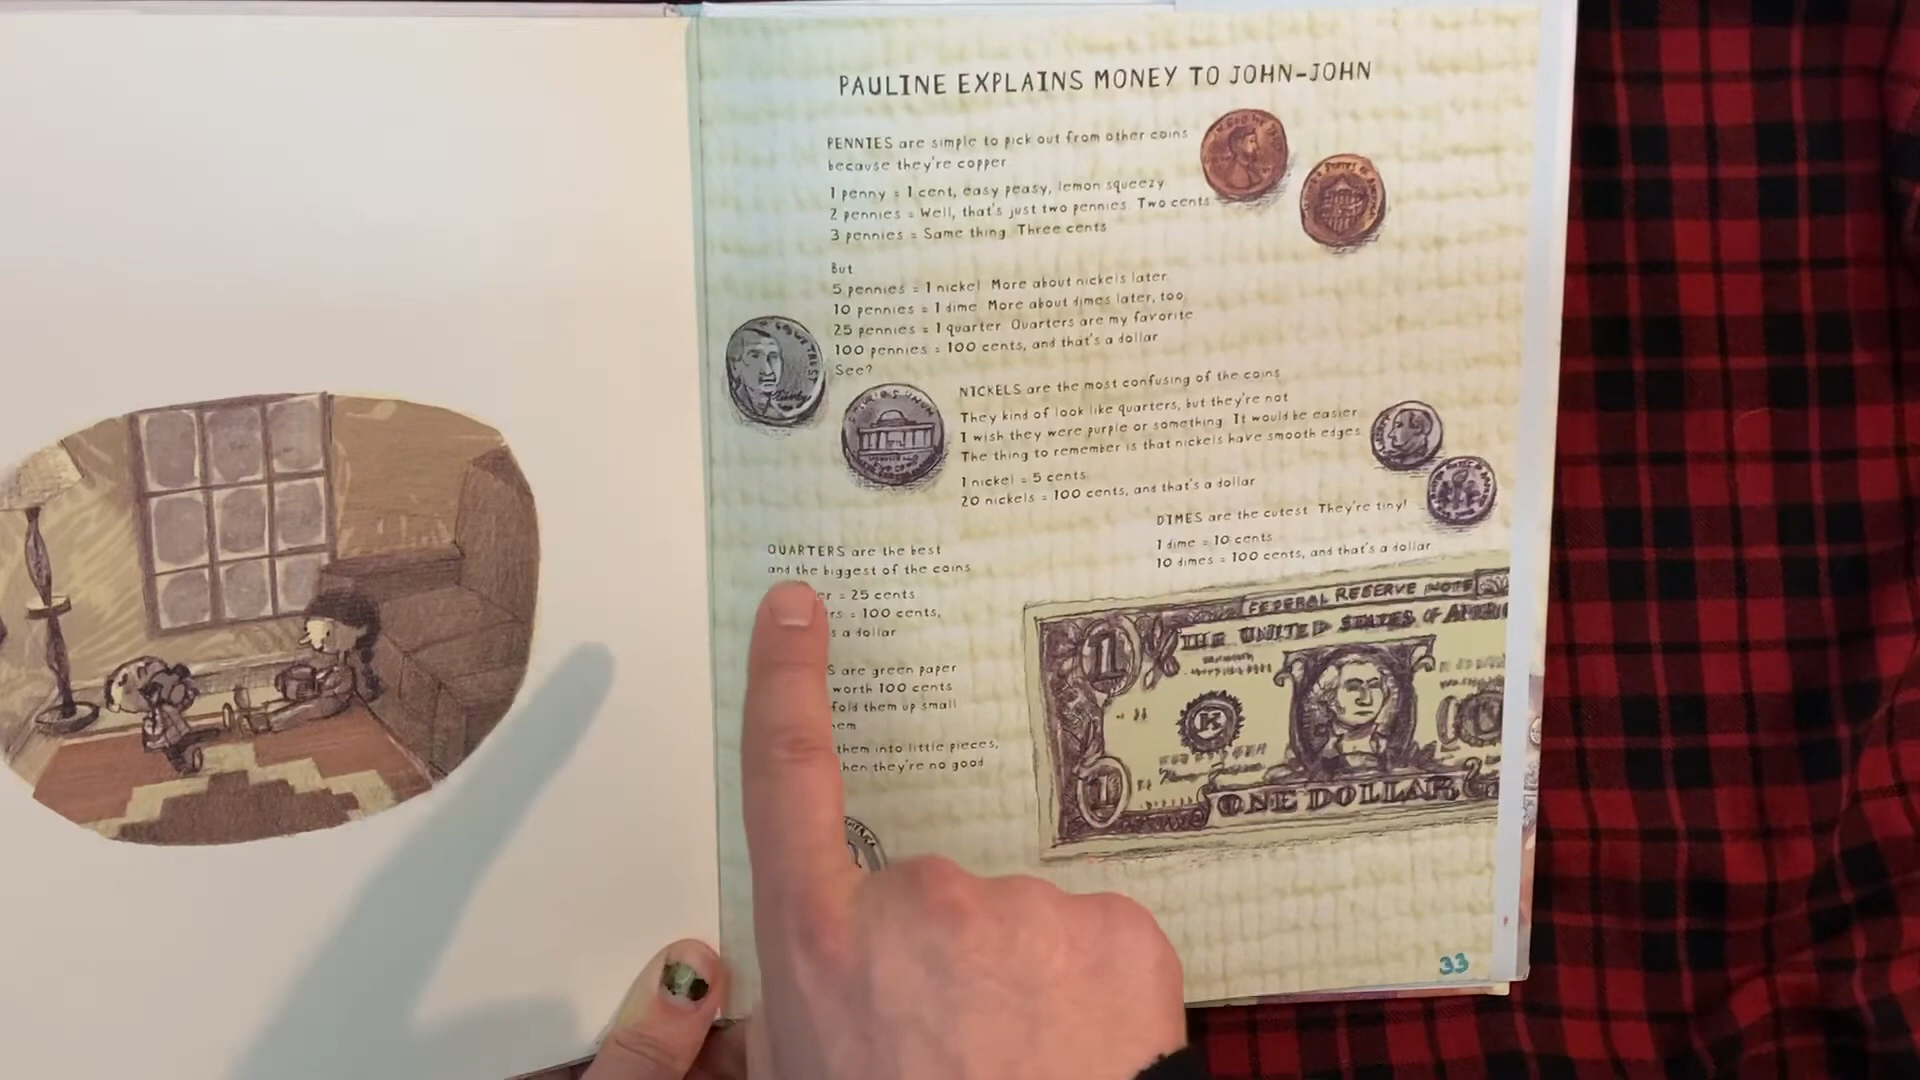 PAULINE EXPLAINS MONEY TO JOHN-JOHN
PENNIES are simple to pick out from other coins
because they're copper
1 penny = 1 cent, easy peasy, lemon squeezy
2 pennies = Well, that's just two pennies. Two cents
3 pennies = Same thing. Three cents
But
5 pennies = 1 nickel. More about nickels later
10 pennies = 1 dime. More about dimes later, too
25 pennies = 1 quarter. Quarters are my favorite
100 pennies = 100 cents, and that's a dollar
See?
NICKELS are the most confusing of the coins
They kind of look like quarters, but they're not
I wish they were purple or something. It would be easier
The thing to remember is that nickels have smooth edges
1 nickel = 5 cents
20 nickels = 100 cents, and that's a dollar
DIMES are the cutest. They're tiny!
1 dime = 10 cents
10 dimes = 100 cents, and that's a dollar
QUARTERS are the best
and the biggest of the coins
er = 25 cents
rs = 100 cents,
s a dollar
S are green paper
worth 100 cents
fold them up small
em
them into little pieces,
hen they're no good
FEDERAL RESERVE NOTE
THE UNITED STATES OF AMERI
1
K
1
ONE DOLLAR
33